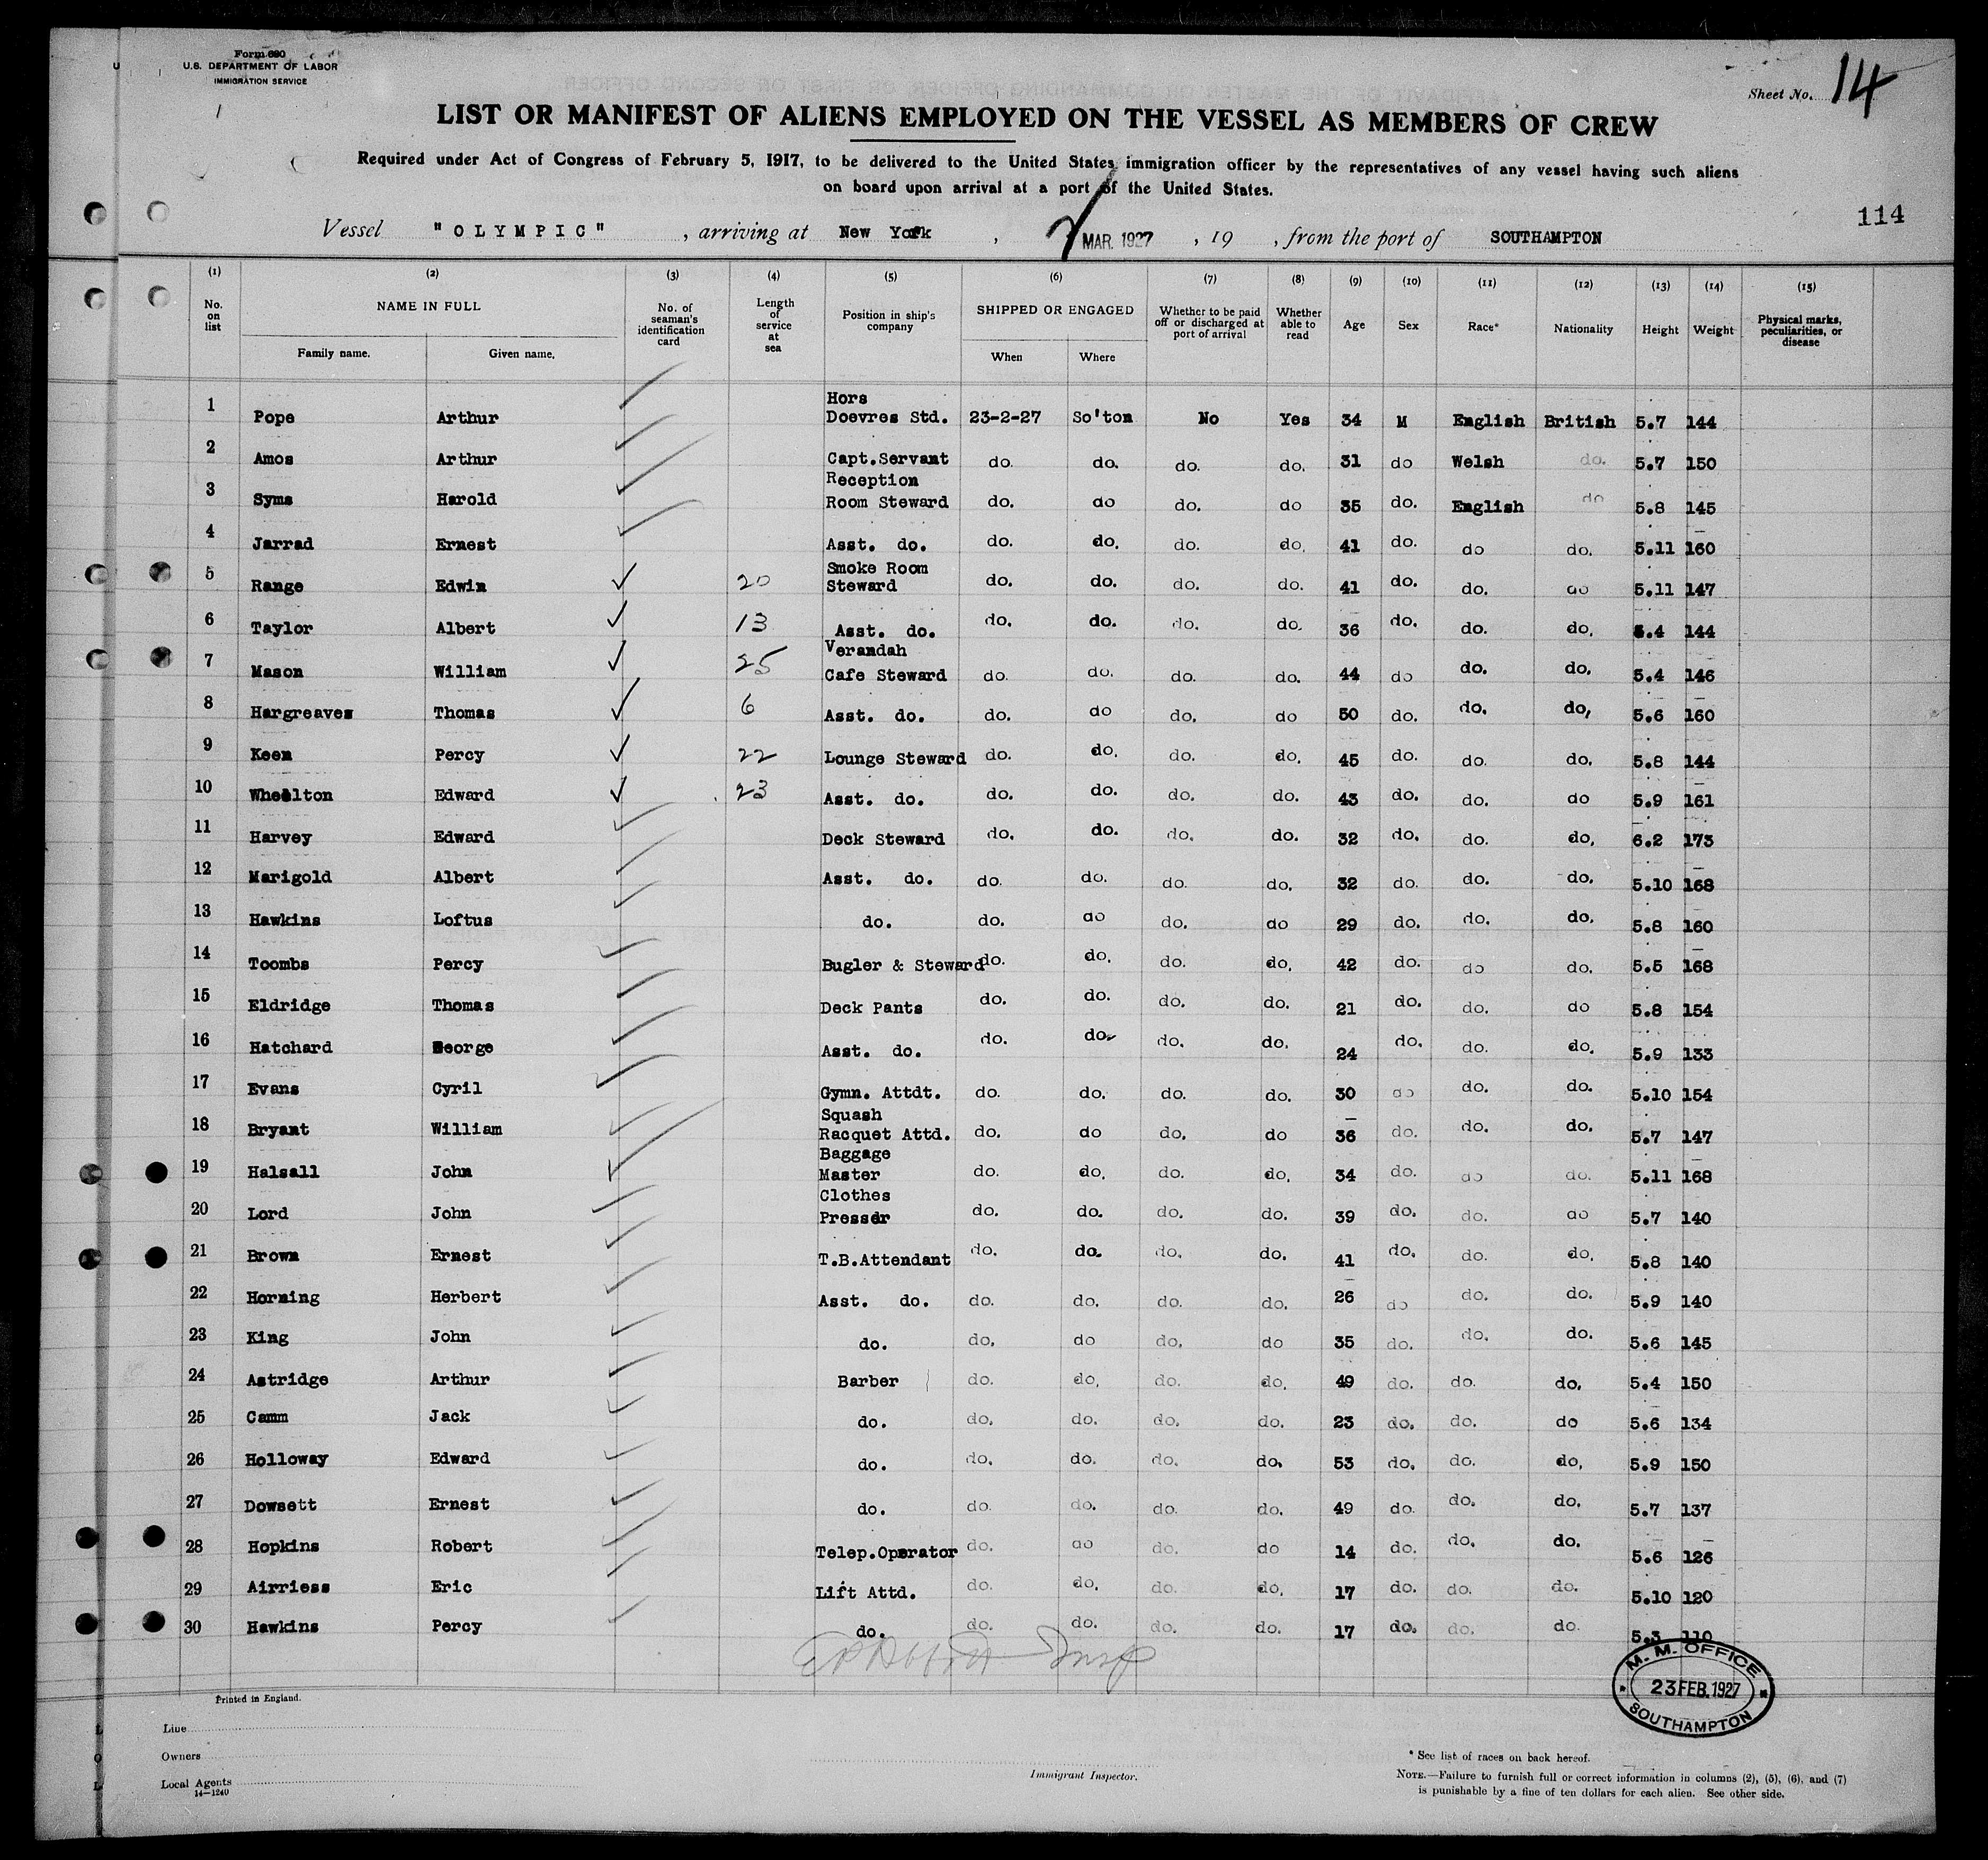 Form 680
U.S. DEPARTMENT OF LABOR
IMMIGRATION SERVICE
Sheet No. 14
LIST OR MANIFEST OF ALIENS EMPLOYED ON THE VESSEL AS MEMBERS OF CREW
Required under Act of Congress of February 5, 1917, to be delivered to the United States immigration officer by the representatives of any vessel having such aliens
on board upon arrival at a port of the United States.
114
Vessel "OLYMPIC", arriving at New York, 2 MAR. 1927, 19 , from the port of SOUTHAMPTON
(1) (2) (3) (4) (5) (6) (7) (8) (9) (10) (11) (12) (13) (14) (15)
No. on list NAME IN FULL Family name. Given name. No. of seaman's identification card Length of service at sea Position in ship's company SHIPPED OR ENGAGED When Where Whether to be paid off or discharged at port of arrival Whether able to read Age Sex Race* Nationality Height Weight Physical marks, peculiarities, or disease
1 Pope Arthur Hors Doevres Std. 23-2-27 So'ton No Yes 34 M English British 5.7 144
2 Amos Arthur Capt.Servant do. do. do. do. 31 do Welsh do. 5.7 150
3 Syms Harold Reception Room Steward do. do do. do 35 do. English do 5.8 145
4 Jarrad Ernest Asst. do. do. do. do. do. 41 do. do do. 5.11 160
5 Range Edwin 20 Smoke Room Steward do. do. do. do. 41 do. do. do 5.11 147
6 Taylor Albert 13 Asst. do. do. do. do. do. 36 do. do. do. 5.4 144
7 Mason William 25 Verandah Cafe Steward do. do. do. do. 44 do do. do. 5.4 146
8 Hargreaves Thomas 6 Asst. do. do. do do. do 50 do. do. do. 5.6 160
9 Keen Percy 22 Lounge Steward do. do. do. do. 45 do. do. do. 5.8 144
10 Wheelton Edward 23 Asst. do. do. do. do. do. 43 do. do. do 5.9 161
11 Harvey Edward Deck Steward do. do. do. do. 32 do. do. do. 6.2 173
12 Marigold Albert Asst. do. do. do. do. do. 32 do. do. do. 5.10 168
13 Hawkins Loftus do. do. do do. do 29 do. do. do. 5.8 160
14 Toombs Percy Bugler & Steward do. do. do. do. 42 do. do do. 5.5 168
15 Eldridge Thomas Deck Pants do. do. do. do. 21 do. do. do 5.8 154
16 Hatchard George Asst. do. do. do. do. do. 24 do. do. do. 5.9 133
17 Evans Cyril Gymn. Attdt. do. do. do. do. 30 do do. do. 5.10 154
18 Bryant William Squash Racquet Attd. do. do do. do 36 do. do. do. 5.7 147
19 Halsall John Baggage Master do. do. do. do. 34 do. do do. 5.11 168
20 Lord John Clothes Presser do. do. do. do. 39 do. do. do 5.7 140
21 Brown Ernest T.B.Attendant do. do. do. do. 41 do. do. do. 5.8 140
22 Horning Herbert Asst. do. do. do. do. do. 26 do do. do. 5.9 140
23 King John do. do. do do. do 35 do. do. do. 5.6 145
24 Astridge Arthur Barber do. do. do. do. 49 do. do. do. 5.4 150
25 Camm Jack do. do. do. do. do. 23 do. do. do 5.6 134
26 Holloway Edward do. do. do. do. do. 53 do. do. do. 5.9 150
27 Dowsett Ernest do. do. do. do. do. 49 do. do. do. 5.7 137
28 Hopkins Robert Telep.Operator do. do do. do 14 do. do. do. 5.6 126
29 Airriess Eric Lift Attd. do. do. do. do. 17 do. do. do. 5.10 120
30 Hawkins Percy do. do. do. do. do. 17 do. do. do. 5.3 110
M. M. OFFICE
23 FEB. 1927
SOUTHAMPTON
Printed in England.
Line
Owners
Local Agents
14—1240
Immigrant Inspector.
* See list of races on back hereof.
NOTE.—Failure to furnish full or correct information in columns (2), (5), (6), and (7)
is punishable by a fine of ten dollars for each alien. See other side.